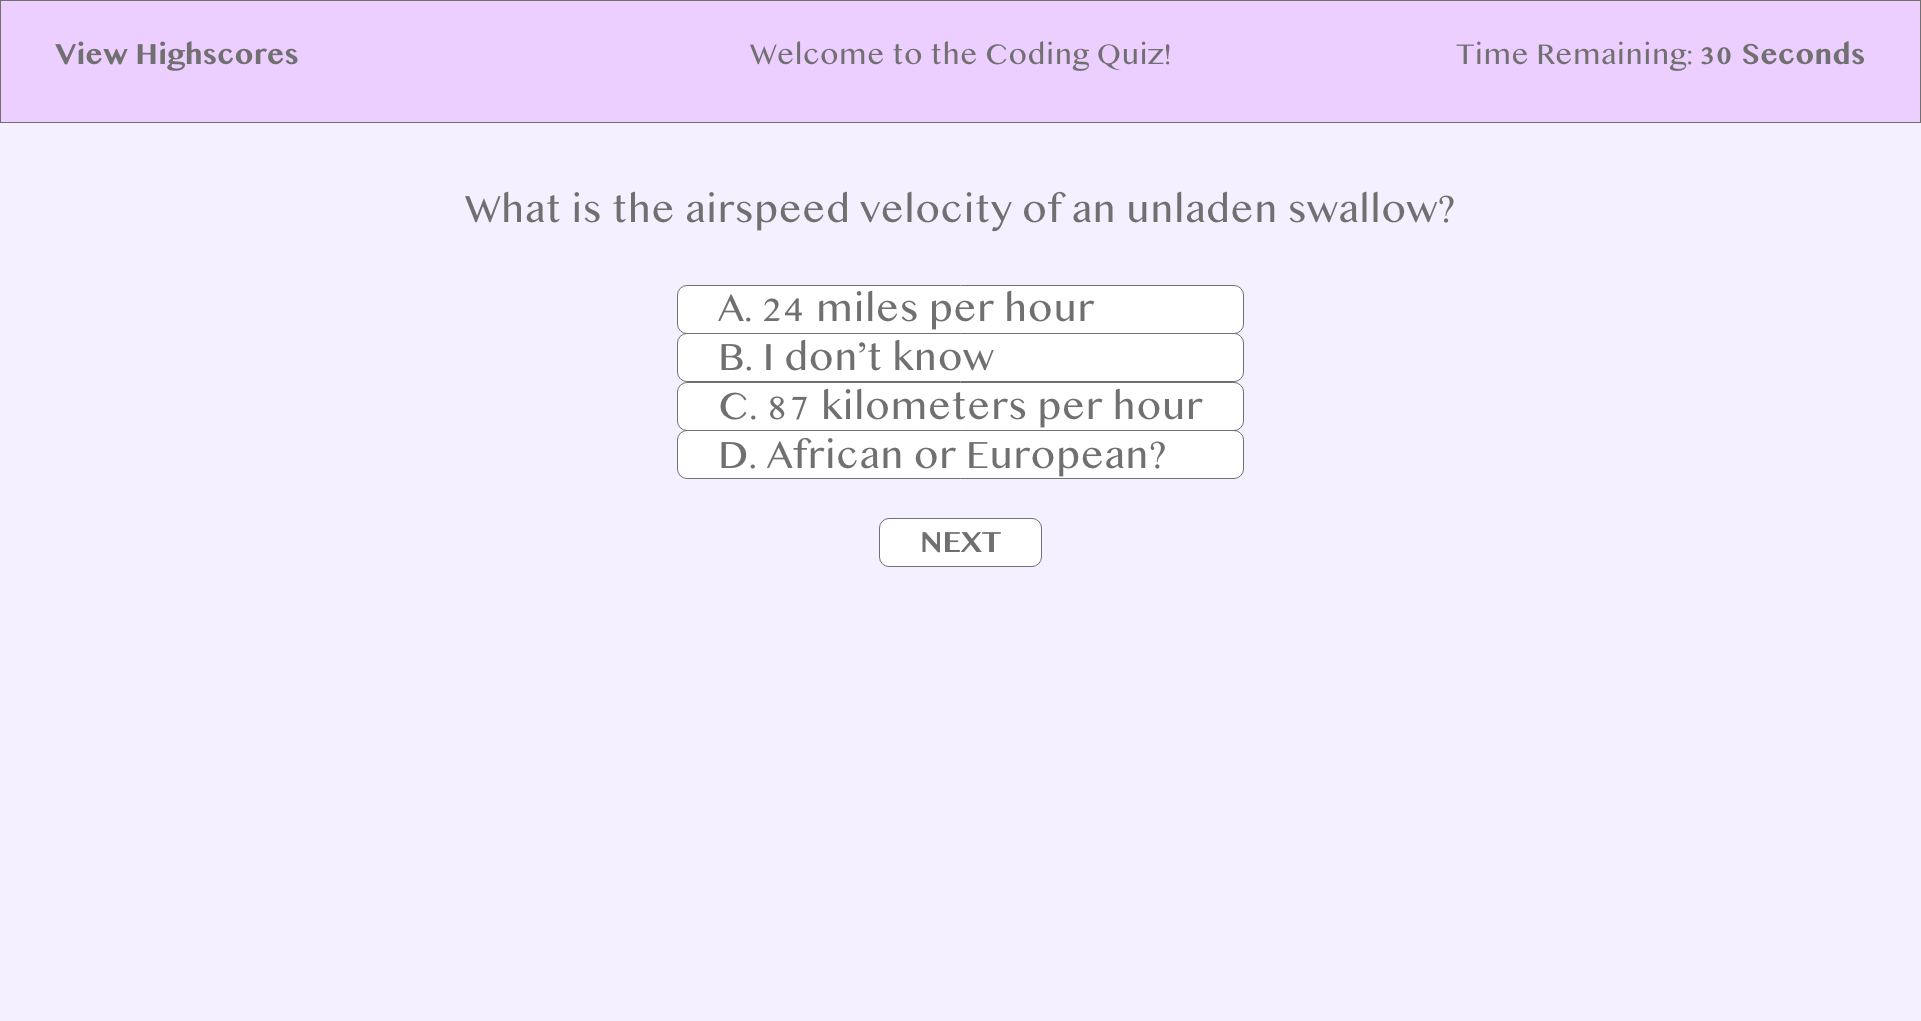 View Highscores
Welcome to the Coding Quiz!
Time Remaining: 30 Seconds
What is the airspeed velocity of an unladen swallow?
A. 24 miles per hour
B. I don’t know
C. 87 kilometers per hour
D. African or European?
NEXT